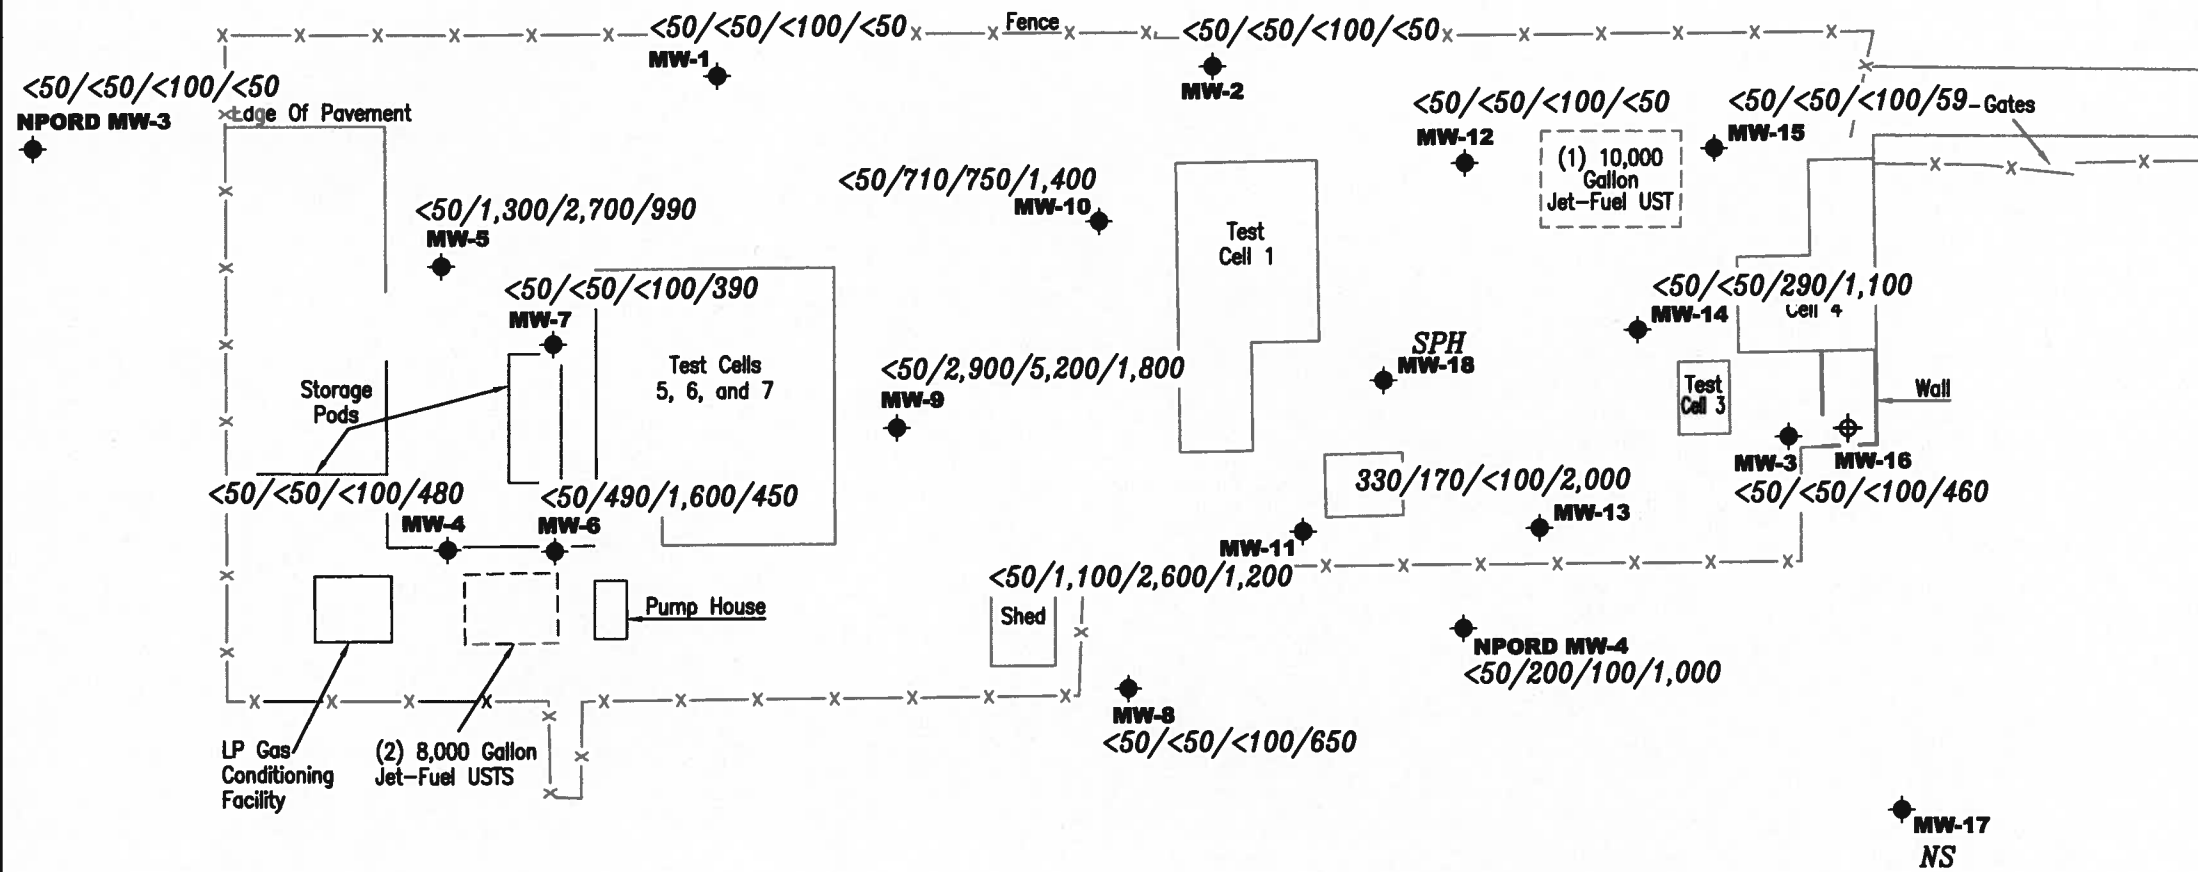 <50/<50/<100/<50
Fence
<50/<50/<100/<50
MW-1
MW-2
<50/<50/<100/<50
NPORD MW-3
Edge Of Pavement
<50/<50/<100/<50
MW-12
<50/<50/<100/59
Gates
MW-15
(1) 10,000
Gallon
Jet-Fuel UST
<50/710/750/1,400
MW-10
<50/1,300/2,700/990
MW-5
Test
Cell 1
<50/<50/<100/390
MW-7
<50/<50/290/1,100
MW-14
Cell 4
SPH
MW-18
Test Cells
5, 6, and 7
<50/2,900/5,200/1,800
MW-9
Storage
Pods
Test
Cell 3
Wall
MW-3
MW-16
<50/<50/<100/460
<50/<50/<100/480
MW-4
<50/490/1,600/450
MW-6
330/170/<100/2,000
MW-13
MW-11
<50/1,100/2,600/1,200
Shed
Pump House
NPORD MW-4
<50/200/100/1,000
MW-8
<50/<50/<100/650
LP Gas
Conditioning
Facility
(2) 8,000 Gallon
Jet-Fuel USTS
MW-17
NS